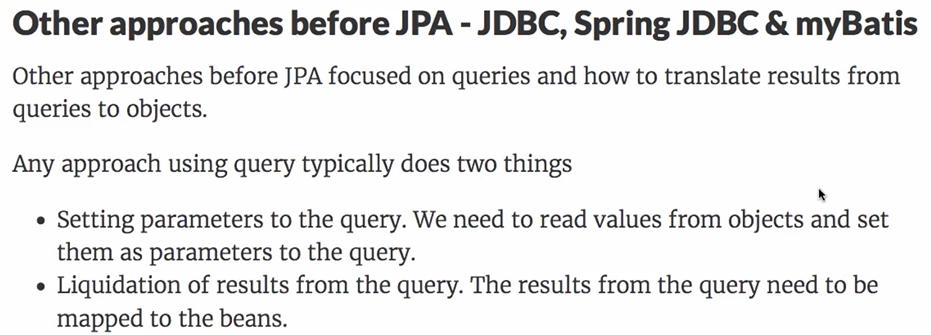 Other approaches before JPA - JDBC, Spring JDBC & myBatis
Other approaches before JPA focused on queries and how to translate results from
queries to objects.
Any approach using query typically does two things
• Setting parameters to the query. We need to read values from objects and set
them as parameters to the query.
• Liquidation of results from the query. The results from the query need to be
mapped to the beans.